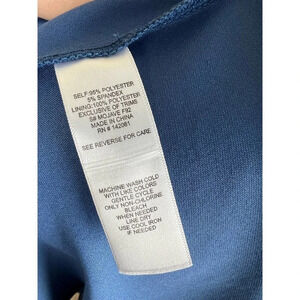 SELF:95% POLYESTER
5% SPANDEX
LINING:100% POLYESTER
EXCLUSIVE OF TRIMS
S# MOJAVE F92
MADE IN CHINA
RN # 142061
SEE REVERSE FOR CARE
MACHINE WASH COLD
WITH LIKE COLORS
GENTLE CYCLE
ONLY NON-CHLORINE
BLEACH
WHEN NEEDED
LINE DRY
USE COOL IRON
IF NEEDED